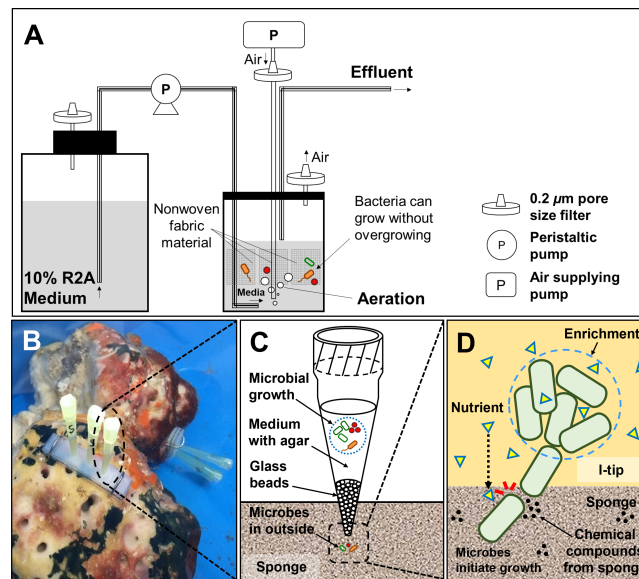 A
P
Air
P
Effluent
Air
Nonwoven
fabric
material
Bacteria can
grow without
overgrowing
10% R2A
Medium
Media
Aeration
0.2 µm pore
size filter
P
Peristaltic
pump
P
Air supplying
pump
B
5
3
C
Microbial
growth
Medium
with agar
Glass
beads
Microbes
in outside
Sponge
D
Enrichment
Nutrient
I-tip
Sponge
Microbes
initiate growth
Chemical
compounds
from spong